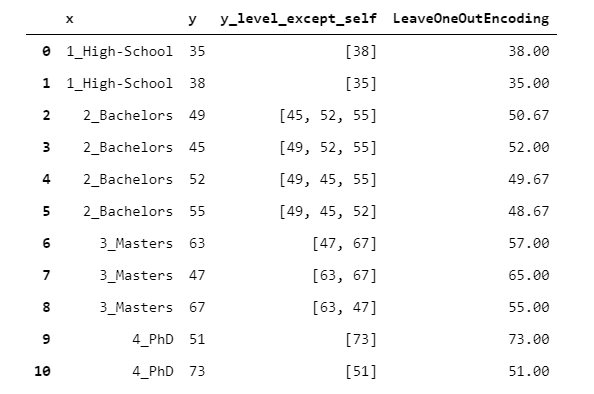 x y y_level_except_self LeaveOneOutEncoding
0 1_High-School 35 [38] 38.00
1 1_High-School 38 [35] 35.00
2 2_Bachelors 49 [45, 52, 55] 50.67
3 2_Bachelors 45 [49, 52, 55] 52.00
4 2_Bachelors 52 [49, 45, 55] 49.67
5 2_Bachelors 55 [49, 45, 52] 48.67
6 3_Masters 63 [47, 67] 57.00
7 3_Masters 47 [63, 67] 65.00
8 3_Masters 67 [63, 47] 55.00
9 4_PhD 51 [73] 73.00
10 4_PhD 73 [51] 51.00